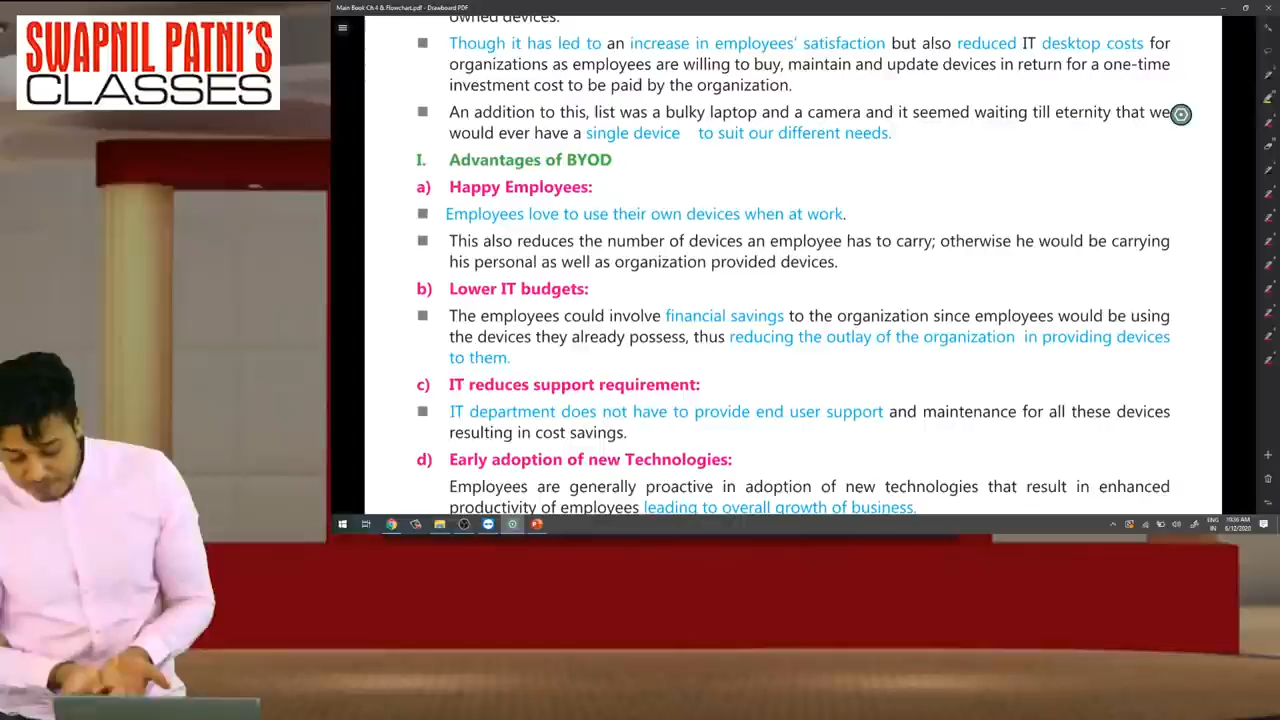 SWAPNIL PATNI'S
CLASSES
Main Book Ch 4 & Flowchart.pdf - Drawboard PDF
owned devices.
Though it has led to an increase in employees' satisfaction but also reduced IT desktop costs for
organizations as employees are willing to buy, maintain and update devices in return for a one-time
investment cost to be paid by the organization.
An addition to this, list was a bulky laptop and a camera and it seemed waiting till eternity that we
would ever have a single device to suit our different needs.
I. Advantages of BYOD
a) Happy Employees:
Employees love to use their own devices when at work.
This also reduces the number of devices an employee has to carry; otherwise he would be carrying
his personal as well as organization provided devices.
b) Lower IT budgets:
The employees could involve financial savings to the organization since employees would be using
the devices they already possess, thus reducing the outlay of the organization in providing devices
to them.
c) IT reduces support requirement:
IT department does not have to provide end user support and maintenance for all these devices
resulting in cost savings.
d) Early adoption of new Technologies:
Employees are generally proactive in adoption of new technologies that result in enhanced
productivity of employees leading to overall growth of business.
ENG
IN
6/12/2020